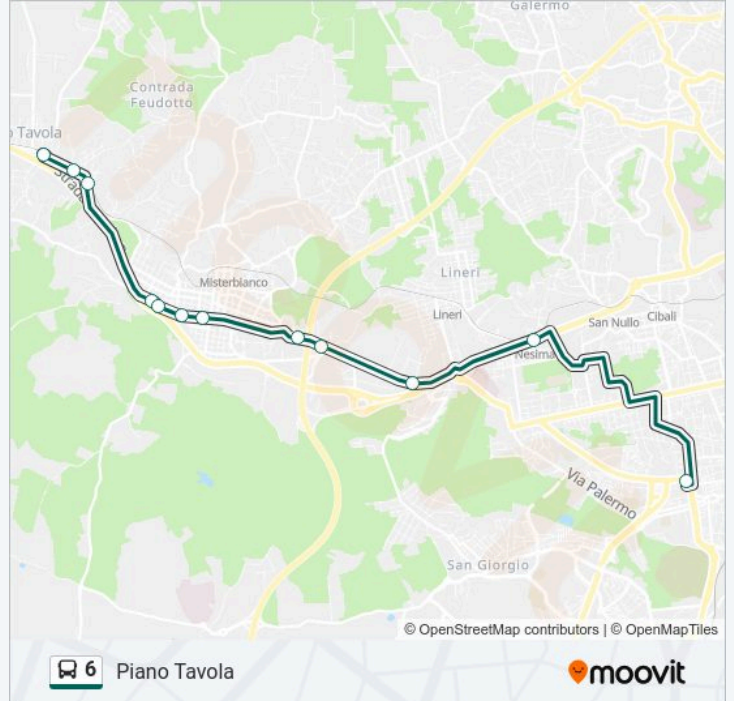 Galermo
Contrada
Feudotto
o Tavola
Strada
Misterbianco
Lineri
Lineri
San Nullo
Cibali
Nesima
Via Palermo
San Giorgio
© OpenStreetMap contributors | © OpenMapTiles
6 Piano Tavola
moovit